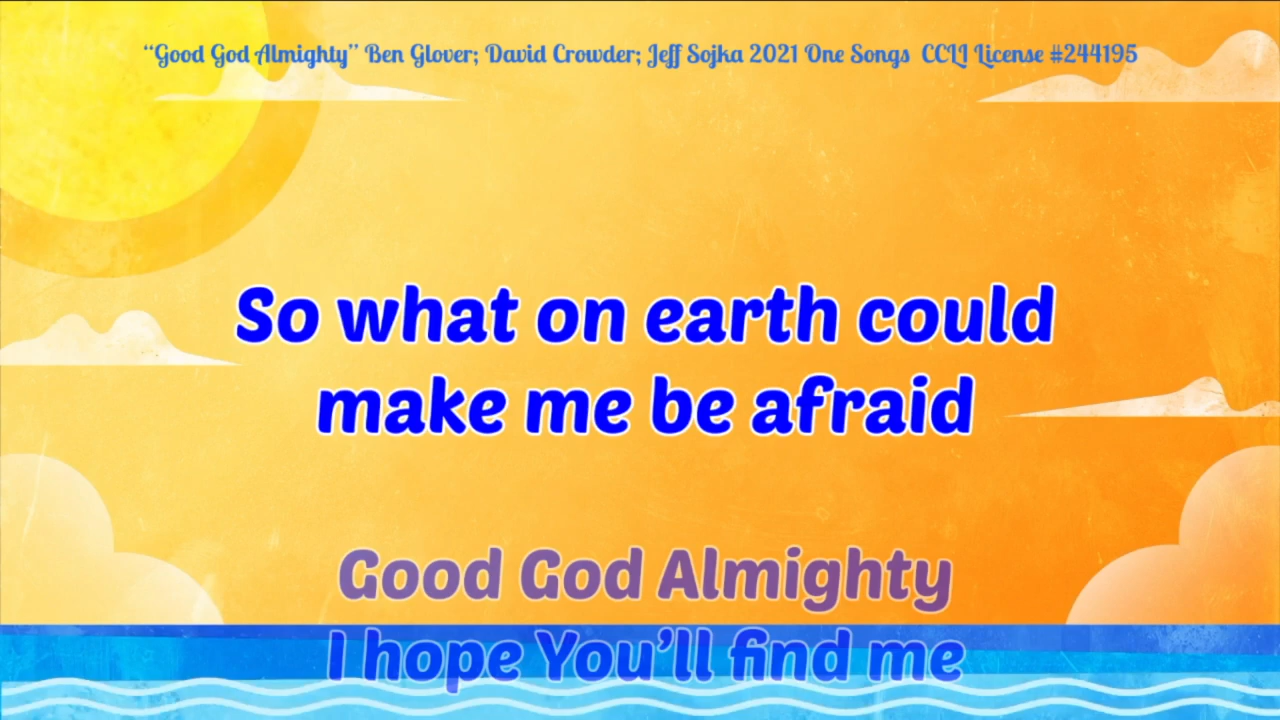 “Good God Almighty” Ben Glover; David Crowder; Jeff Sojka 2021 One Songs CCLI License #244195
So what on earth could
make me be afraid
Good God Almighty
I hope You’ll find me